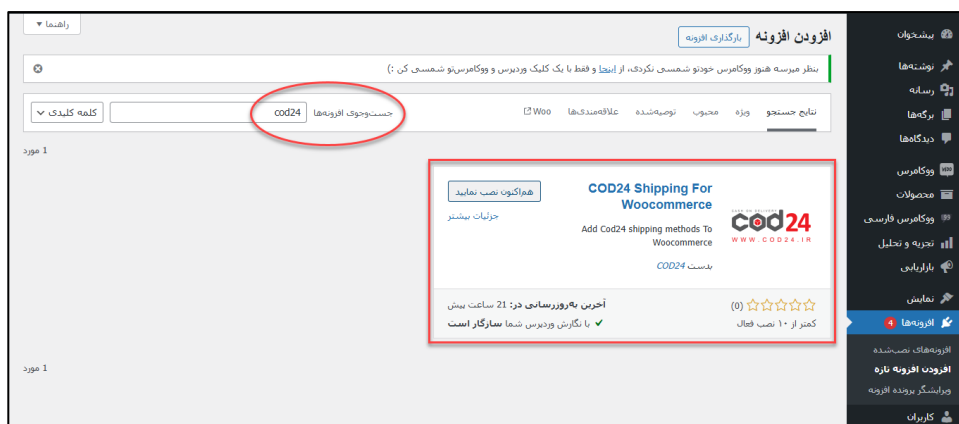 راهنما
افزودن افزونه
بارگذاری افزونه
بنظر میرسه هنوز ووکامرس خودتو شمسی نکردی، از اینجا و فقط با یک کلیک وردپرس و ووکامرس‌تو شمسی کن :)
نتایج جستجو ویژه محبوب توصیه‌شده علاقه‌مندی‌ها Woo
جست‌وجوی افزونه‌ها cod24 کلمه کلیدی
1 مورد
COD24 Shipping For Woocommerce
هم‌اکنون نصب نمایید
جزئیات بیشتر
Add Cod24 shipping methods To
Woocommerce
بدست COD24
CASH ON DELIVERY
cod24
WWW.COD24.IR
(0)
آخرین به‌روزرسانی در: 21 ساعت پیش
کمتر از ۱۰ نصب فعال
با نگارش وردپرس شما سازگار است
1 مورد
پیشخوان
نوشته‌ها
رسانه
برگه‌ها
دیدگاه‌ها
ووکامرس
محصولات
ووکامرس فارسی
تجزیه و تحلیل
بازاریابی
نمایش
افزونه‌ها 4
افزونه‌های نصب‌شده
افزودن افزونه تازه
ویرایشگر پرونده افزونه
کاربران